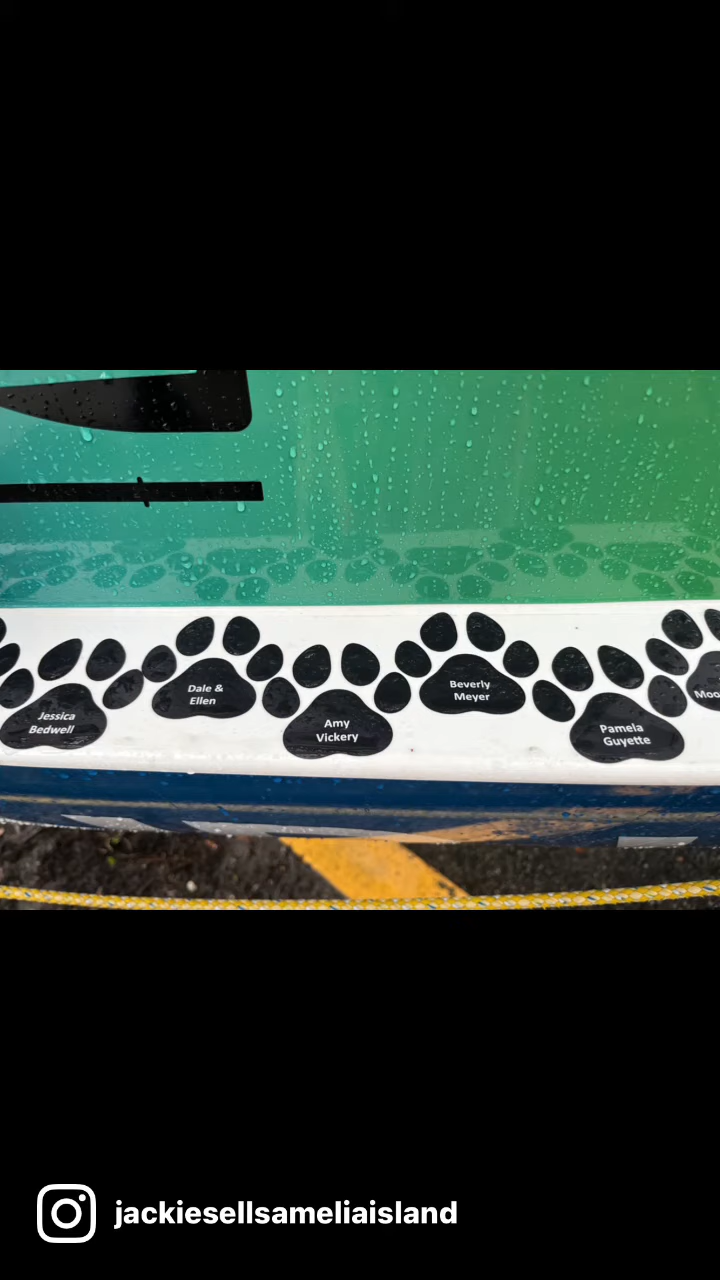 Jessica
Bedwell
Dale &
Ellen
Amy
Vickery
Beverly
Meyer
Pamela
Guyette
jackiesellsameliaisland